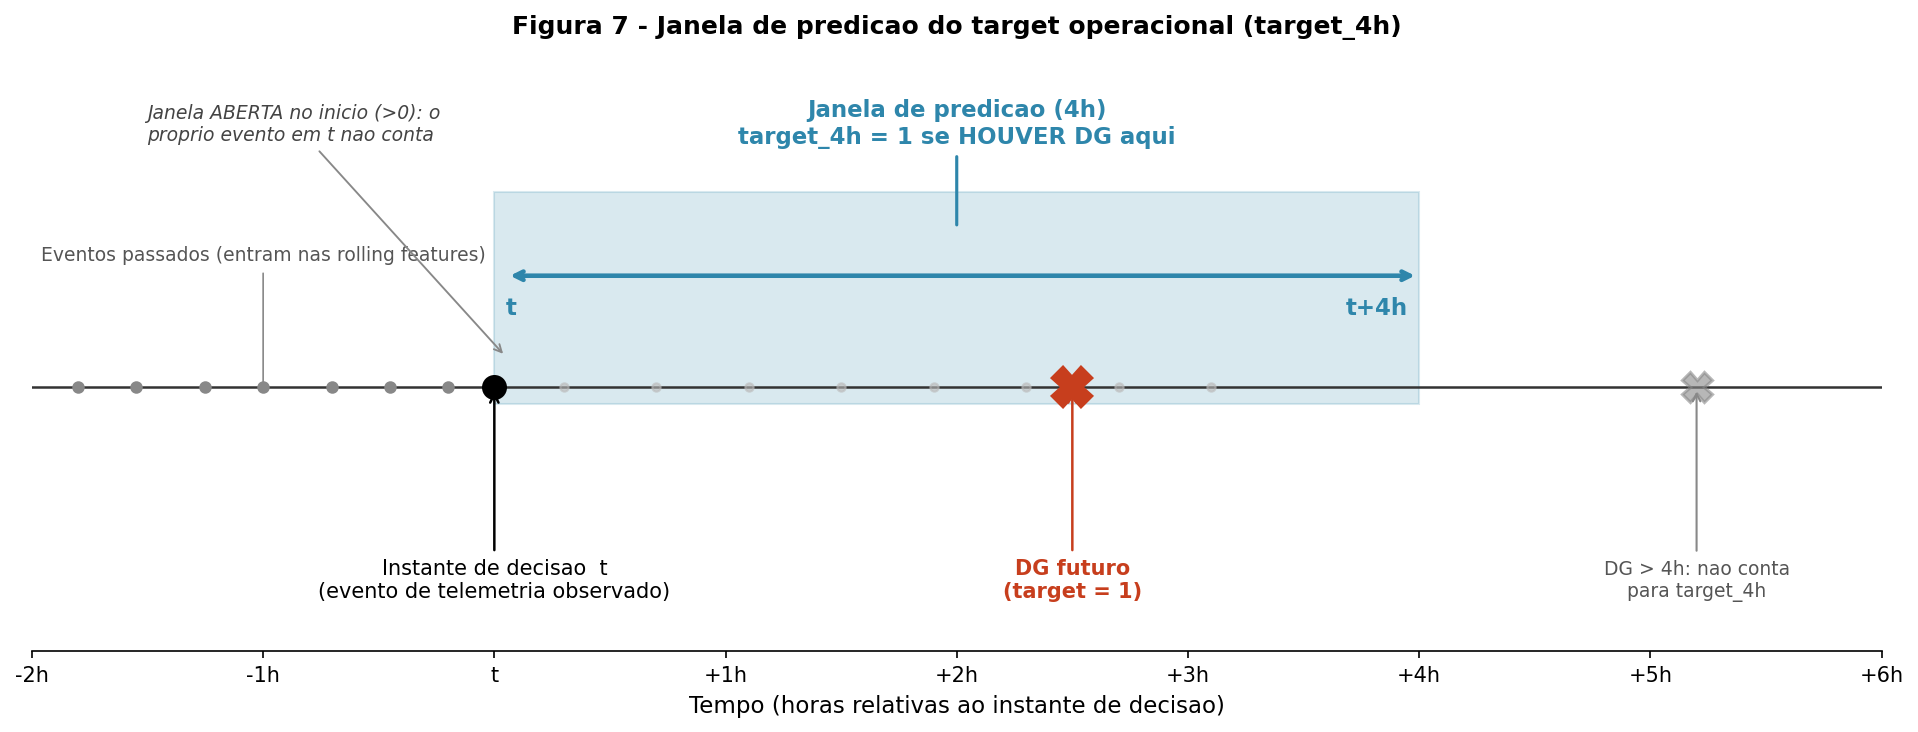 Figura 7 - Janela de predicao do target operacional (target_4h)
Janela ABERTA no inicio (>0): o
proprio evento em t nao conta
Janela de predicao (4h)
target_4h = 1 se HOUVER DG aqui
Eventos passados (entram nas rolling features)
t
t+4h
Instante de decisao  t
(evento de telemetria observado)
DG futuro
(target = 1)
DG > 4h: nao conta
para target_4h
-2h
-1h
t
+1h
+2h
+3h
+4h
+5h
+6h
Tempo (horas relativas ao instante de decisao)